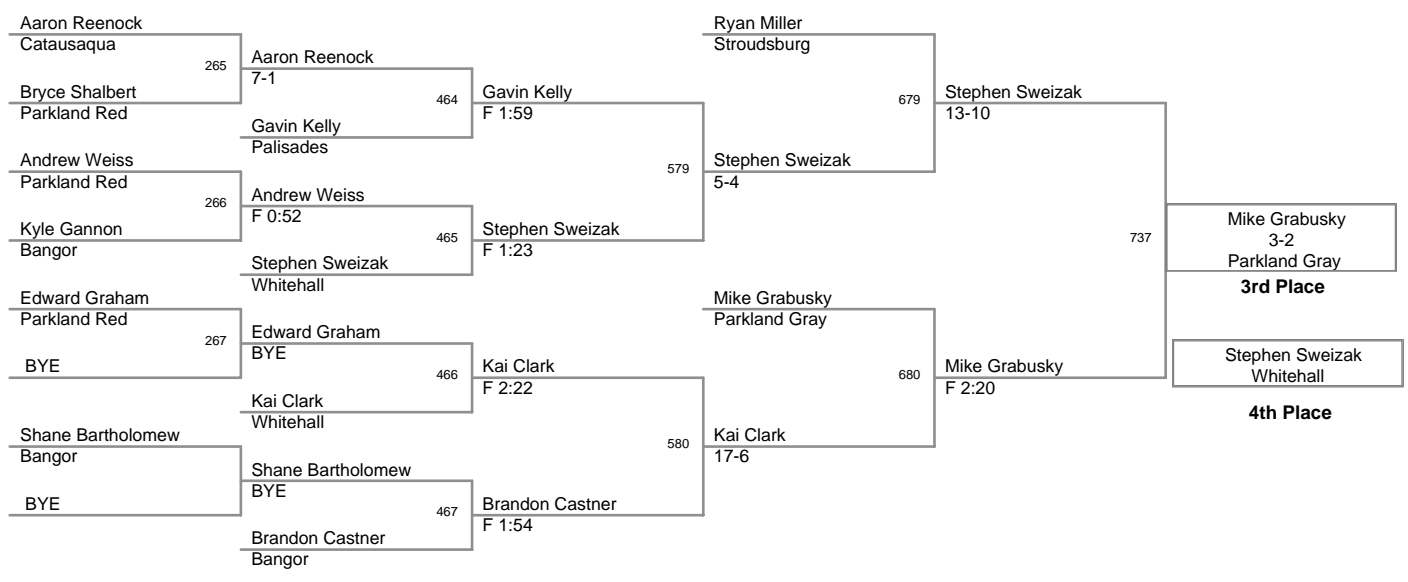 Aaron Reenock
Catausaqua
265
Bryce Shalbert
Parkland Red
Andrew Weiss
Parkland Red
266
Kyle Gannon
Bangor
Edward Graham
Parkland Red
267
BYE
Shane Bartholomew
Bangor
BYE
Aaron Reenock
7-1
464
Gavin Kelly
Palisades
Andrew Weiss
F 0:52
465
Stephen Sweizak
Whitehall
Edward Graham
BYE
466
Kai Clark
Whitehall
Shane Bartholomew
BYE
467
Brandon Castner
Bangor
Gavin Kelly
F 1:59
579
Stephen Sweizak
F 1:23
Kai Clark
F 2:22
580
Brandon Castner
F 1:54
Ryan Miller
Stroudsburg
679
Stephen Sweizak
5-4
Mike Grabusky
Parkland Gray
680
Kai Clark
17-6
Stephen Sweizak
13-10
737
Mike Grabusky
F 2:20
Mike Grabusky
3-2
Parkland Gray
3rd Place
Stephen Sweizak
Whitehall
4th Place